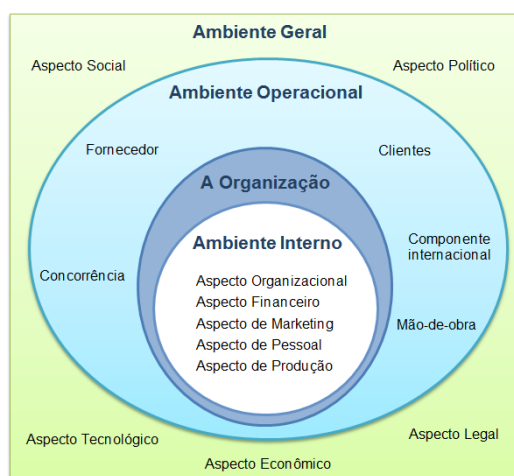 Ambiente Geral
Aspecto Social
Aspecto Político
Ambiente Operacional
Fornecedor
Clientes
A Organização
Ambiente Interno
Componente
internacional
Concorrência
Aspecto Organizacional
Aspecto Financeiro
Aspecto de Marketing
Aspecto de Pessoal
Aspecto de Produção
Mão-de-obra
Aspecto Tecnológico
Aspecto Legal
Aspecto Econômico